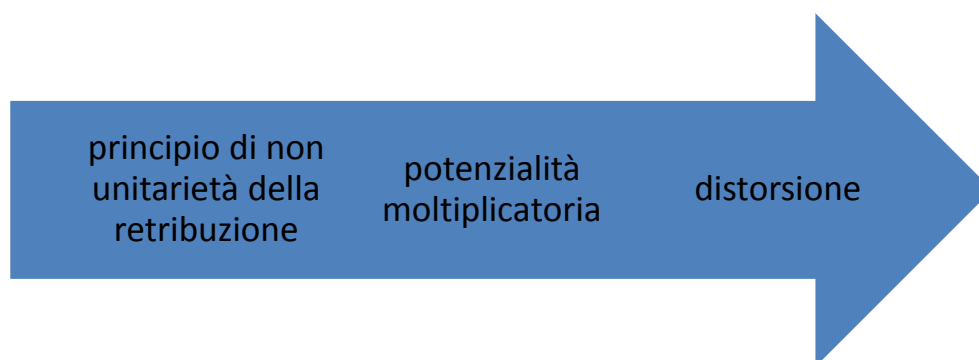 principio di non
unitarietà della
retribuzione
potenzialità
moltiplicatoria
distorsione